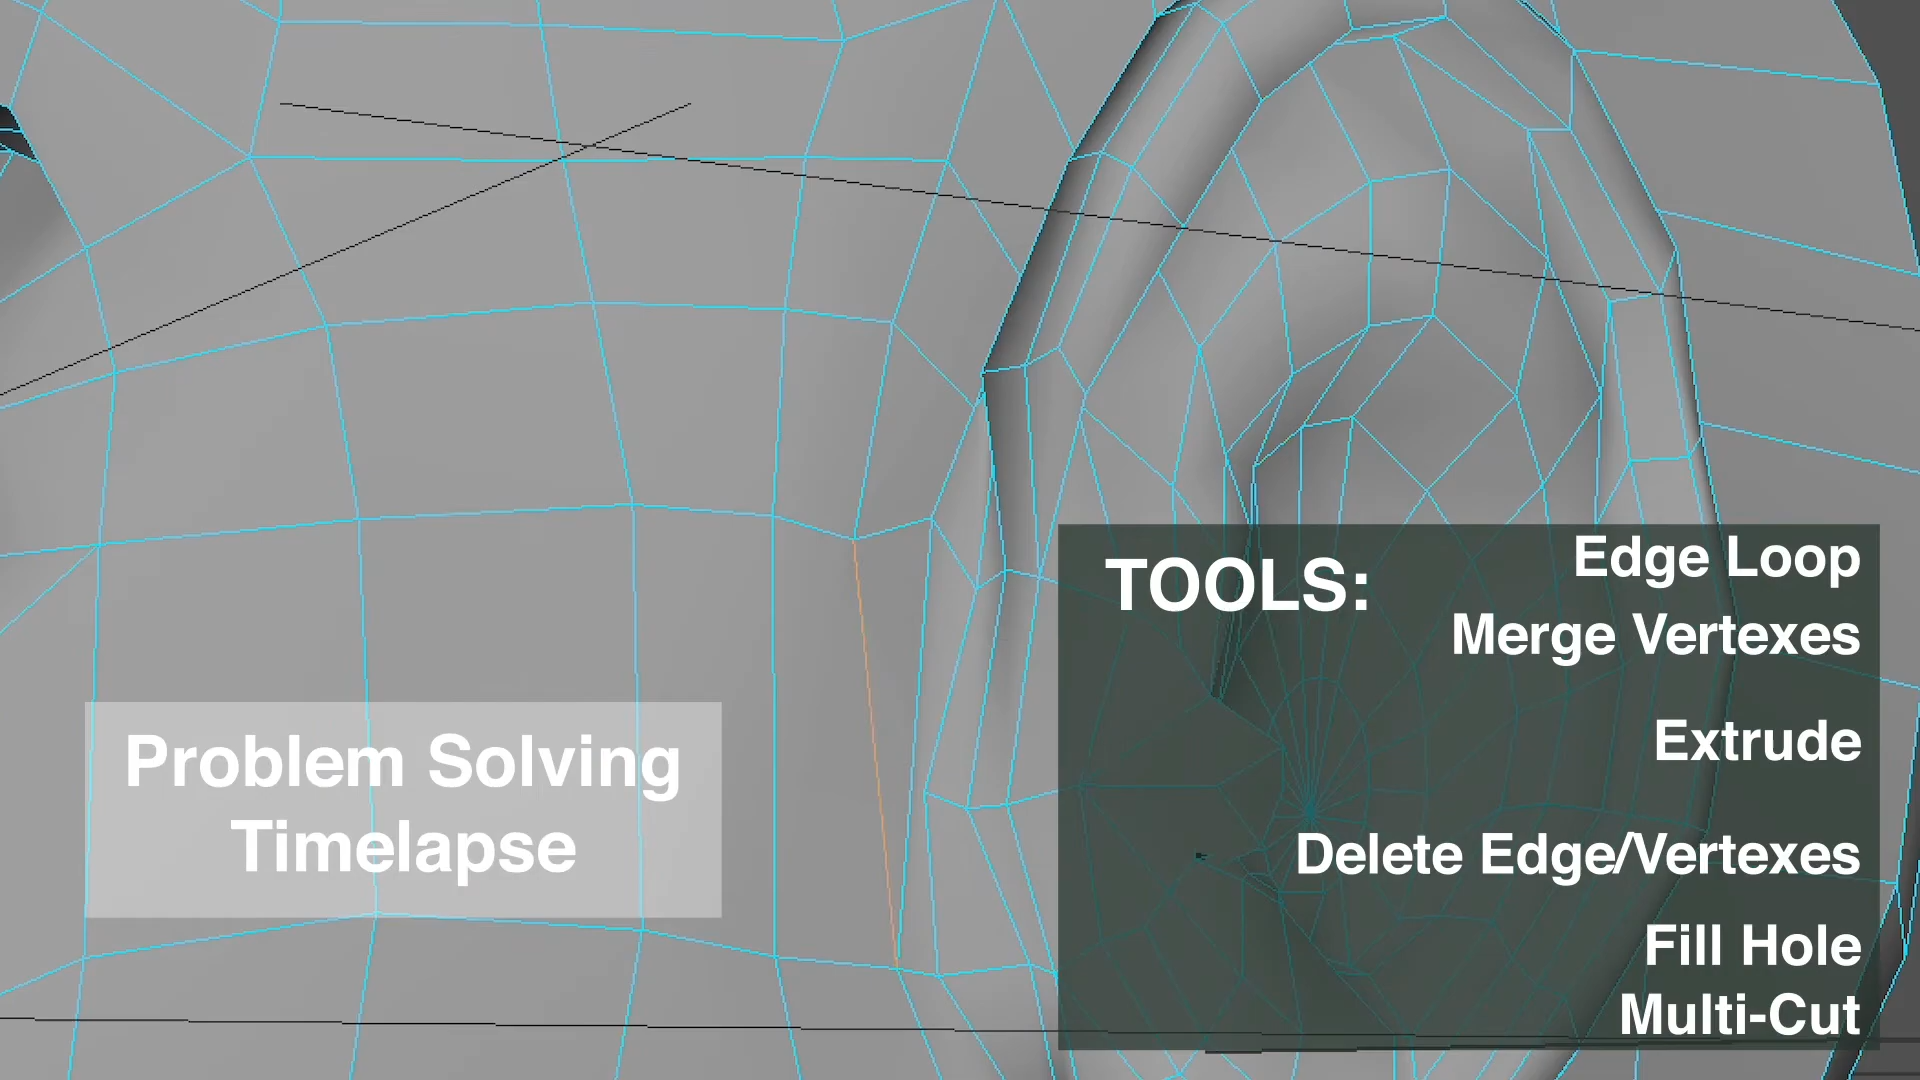 TOOLS:
Edge Loop
Merge Vertexes
Extrude
Delete Edge/Vertexes
Fill Hole
Multi-Cut
Problem Solving
Timelapse